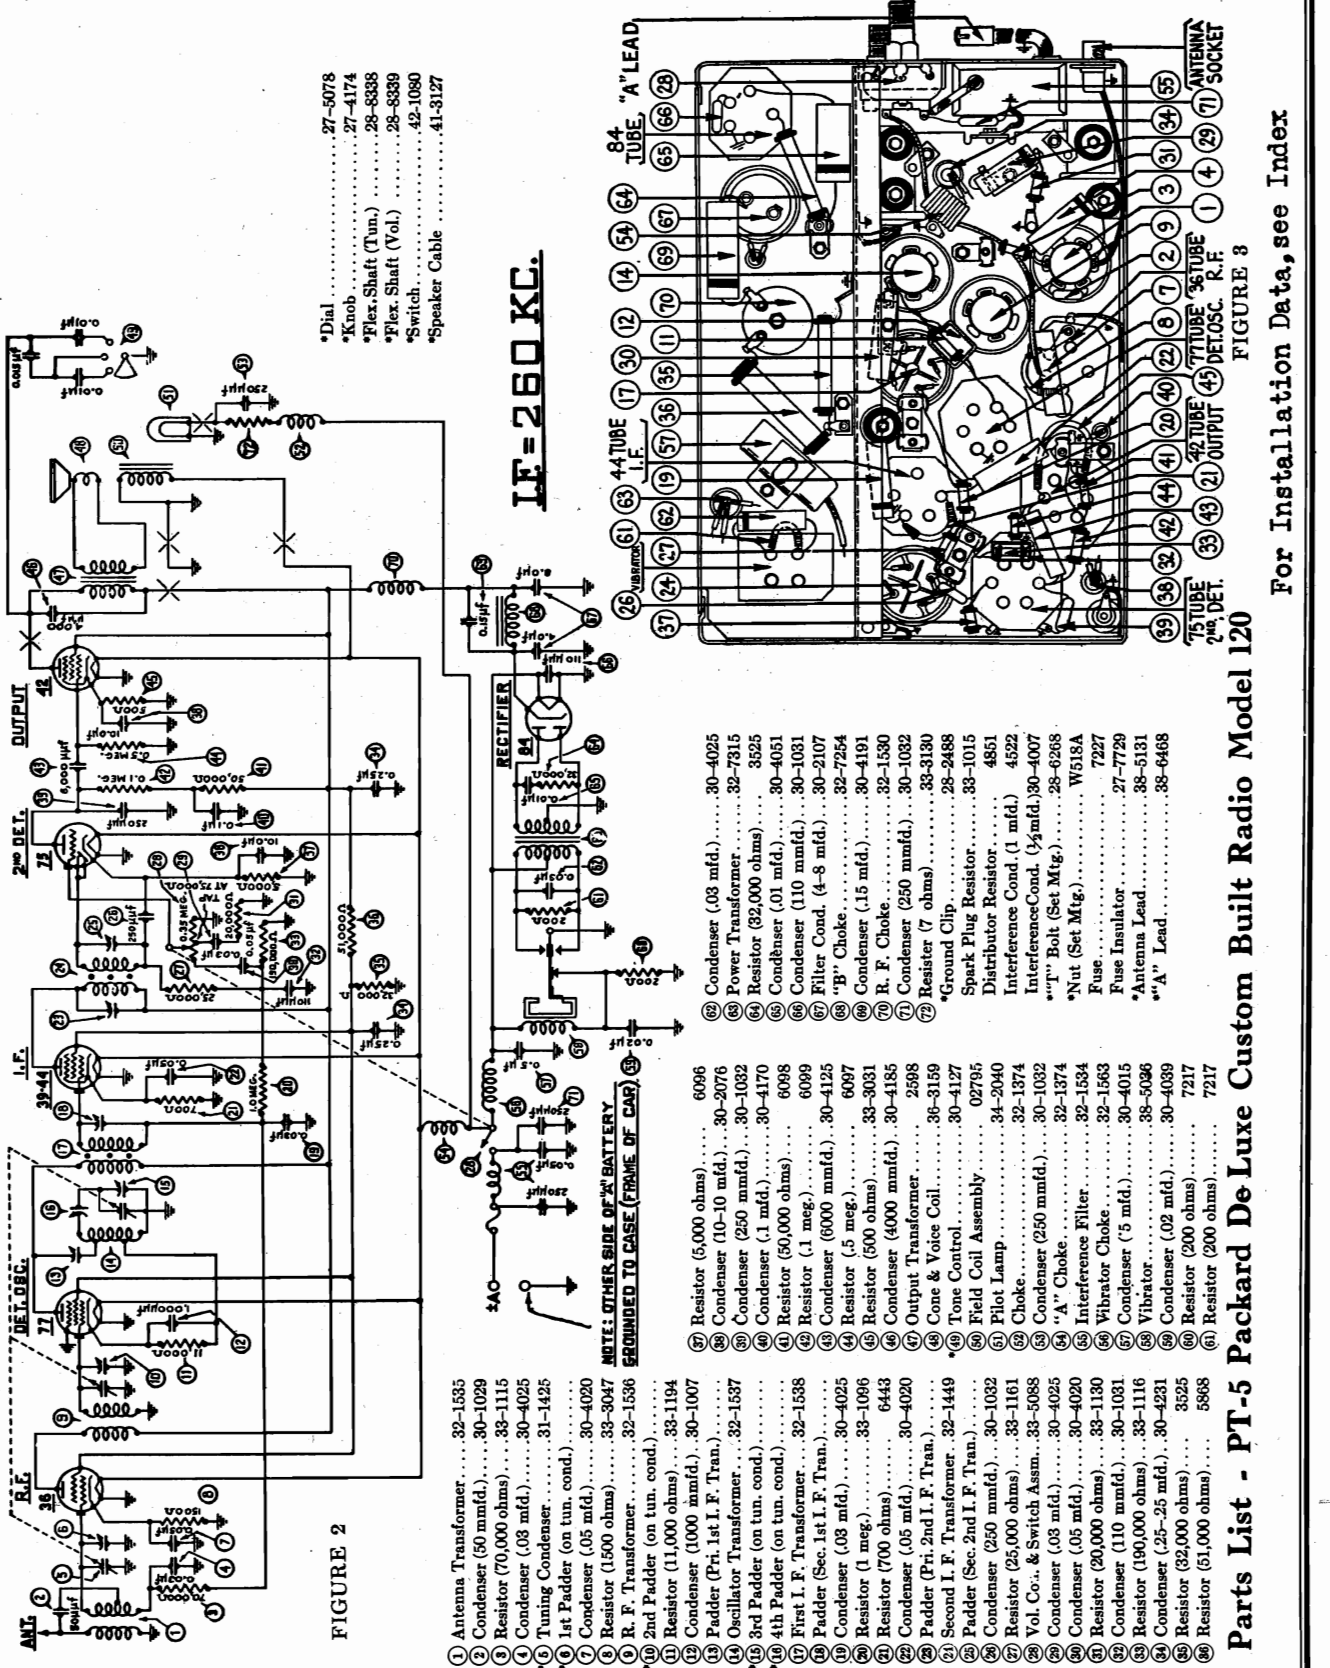 ANT.
R.F.
36
DET. OSC.
77
I.F.
39-44
2ND DET.
75
OUTPUT
42
RECTIFIER
84
±A
NOTE: OTHER SIDE OF "A" BATTERY
GROUNDED TO CASE (FRAME OF CAR)
FIGURE 2
I.F. = 260 KC.
*Dial 27-5078
*Knob 27-4174
*Flex. Shaft (Tun.) 28-8338
*Flex. Shaft (Vol.) 28-8339
*Switch 42-1080
*Speaker Cable 41-3127
① Antenna Transformer 32-1535
② Condenser (50 mmfd.) 30-1029
③ Resistor (70,000 ohms) 33-1115
④ Condenser (.03 mfd.) 30-4025
*⑤ Tuning Condenser 31-1425
*⑥ 1st Padder (on tun. cond.)
⑦ Condenser (.05 mfd.) 30-4020
⑧ Resistor (1500 ohms) 33-3047
⑨ R. F. Transformer 32-1536
*⑩ 2nd Padder (on tun. cond.)
⑪ Resistor (11,000 ohms) 33-1194
⑫ Condenser (1000 mmfd.) 30-1007
⑬ Padder (Pri. 1st I. F. Tran.)
⑭ Oscillator Transformer 32-1537
*⑮ 3rd Padder (on tun. cond.)
*⑯ 4th Padder (on tun. cond.)
⑰ First I. F. Transformer 32-1538
⑱ Padder (Sec. 1st I. F. Tran.)
⑲ Condenser (.03 mfd.) 30-4025
⑳ Resistor (1 meg.) 33-1096
㉑ Resistor (700 ohms) 6443
㉒ Condenser (.05 mfd.) 30-4020
㉓ Padder (Pri. 2nd I. F. Tran.)
㉔ Second I. F. Transformer 32-1449
㉕ Padder (Sec. 2nd I. F. Tran.)
㉖ Condenser (250 mmfd.) 30-1032
㉗ Resistor (25,000 ohms) 33-1161
㉘ Vol. Con. & Switch Assm. 33-5088
㉙ Condenser (.03 mfd.) 30-4025
㉚ Condenser (.05 mfd.) 30-4020
㉛ Resistor (20,000 ohms) 33-1130
㉜ Condenser (110 mmfd.) 30-1031
㉝ Resistor (190,000 ohms) 33-1116
㉞ Condenser (.25-.25 mfd.) 30-4231
㉟ Resistor (32,000 ohms) 3525
㊱ Resistor (51,000 ohms) 5868
㊲ Resistor (5,000 ohms) 6096
㊳ Condenser (10-10 mfd.) 30-2076
㊴ Condenser (250 mmfd.) 30-1032
㊵ Condenser (.1 mfd.) 30-4170
㊶ Resistor (50,000 ohms) 6098
㊷ Resistor (.1 meg.) 6099
㊸ Condenser (6000 mmfd.) 30-4125
㊹ Resistor (.5 meg.) 6097
㊺ Resistor (500 ohms) 33-3031
㊻ Condenser (4000 mmfd.) 30-4185
㊼ Output Transformer 2598
㊽ Cone & Voice Coil 36-3159
*㊾ Tone Control 30-4127
㊿ Field Coil Assembly 02795
(51) Pilot Lamp 34-2040
(52) Choke 32-1374
(53) Condenser (250 mmfd.) 30-1032
(54) "A" Choke 32-1374
(55) Interference Filter 32-1534
(56) Vibrator Choke 32-1563
(57) Condenser (.5 mfd.) 30-4015
(58) Vibrator 38-5036
(59) Condenser (.02 mfd.) 30-4039
(60) Resistor (200 ohms) 7217
(61) Resistor (200 ohms) 7217
(62) Condenser (.03 mfd.) 30-4025
(63) Power Transformer 32-7315
(64) Resistor (32,000 ohms) 3525
(65) Condenser (.01 mfd.) 30-4051
(66) Condenser (110 mmfd.) 30-1031
(67) Filter Cond. (4-8 mfd.) 30-2107
(68) "B" Choke 32-7254
(69) Condenser (.15 mfd.) 30-4191
(70) R. F. Choke 32-1530
(71) Condenser (250 mmfd.) 30-1032
(72) Resister (7 ohms) 33-3130
*Ground Clip 28-2488
Spark Plug Resistor 33-1015
Distributor Resistor 4851
Interference Cond. (1 mfd.) 4522
Interference Cond. (½ mfd.) 30-4007
*"T" Bolt (Set Mtg.) 28-6268
*Nut (Set Mtg.) W518A
Fuse 7227
Fuse Insulator 27-7729
*Antenna Lead 38-5131
*"A" Lead 38-6468
VIBRATOR
44 TUBE I.F.
84 TUBE
"A" LEAD
75 TUBE 2ND. DET.
42 TUBE OUTPUT
77 TUBE DET. OSC.
36 TUBE R.F.
ANTENNA SOCKET
FIGURE 3
For Installation Data, see Index
Parts List - PT-5 Packard De Luxe Custom Built Radio Model 120